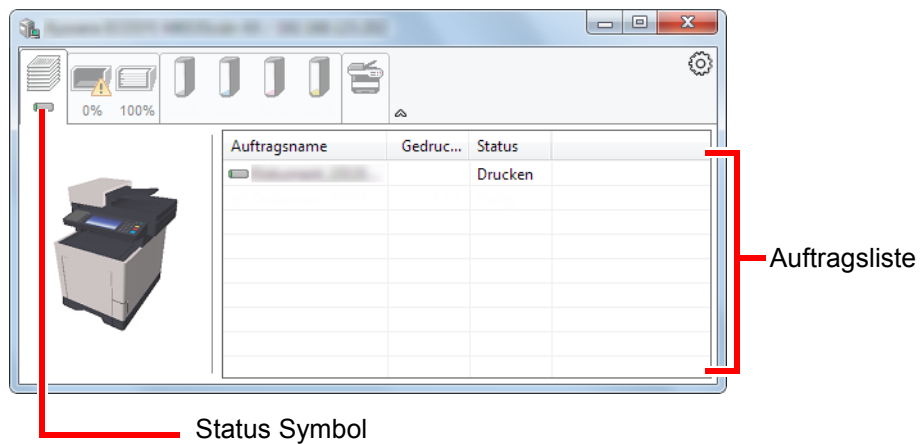 0% 100%
Auftragsname Gedruc... Status
Drucken
Auftragsliste
Status Symbol